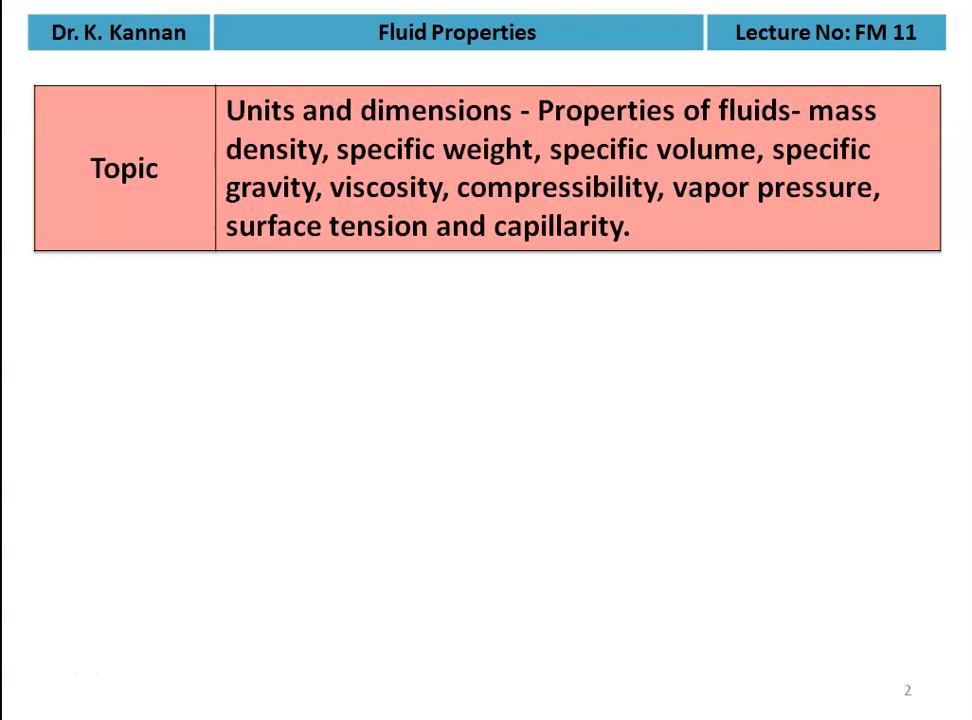 Dr. K. Kannan
Fluid Properties
Lecture No: FM 11
Topic
Units and dimensions - Properties of fluids- mass
density, specific weight, specific volume, specific
gravity, viscosity, compressibility, vapor pressure,
surface tension and capillarity.
2